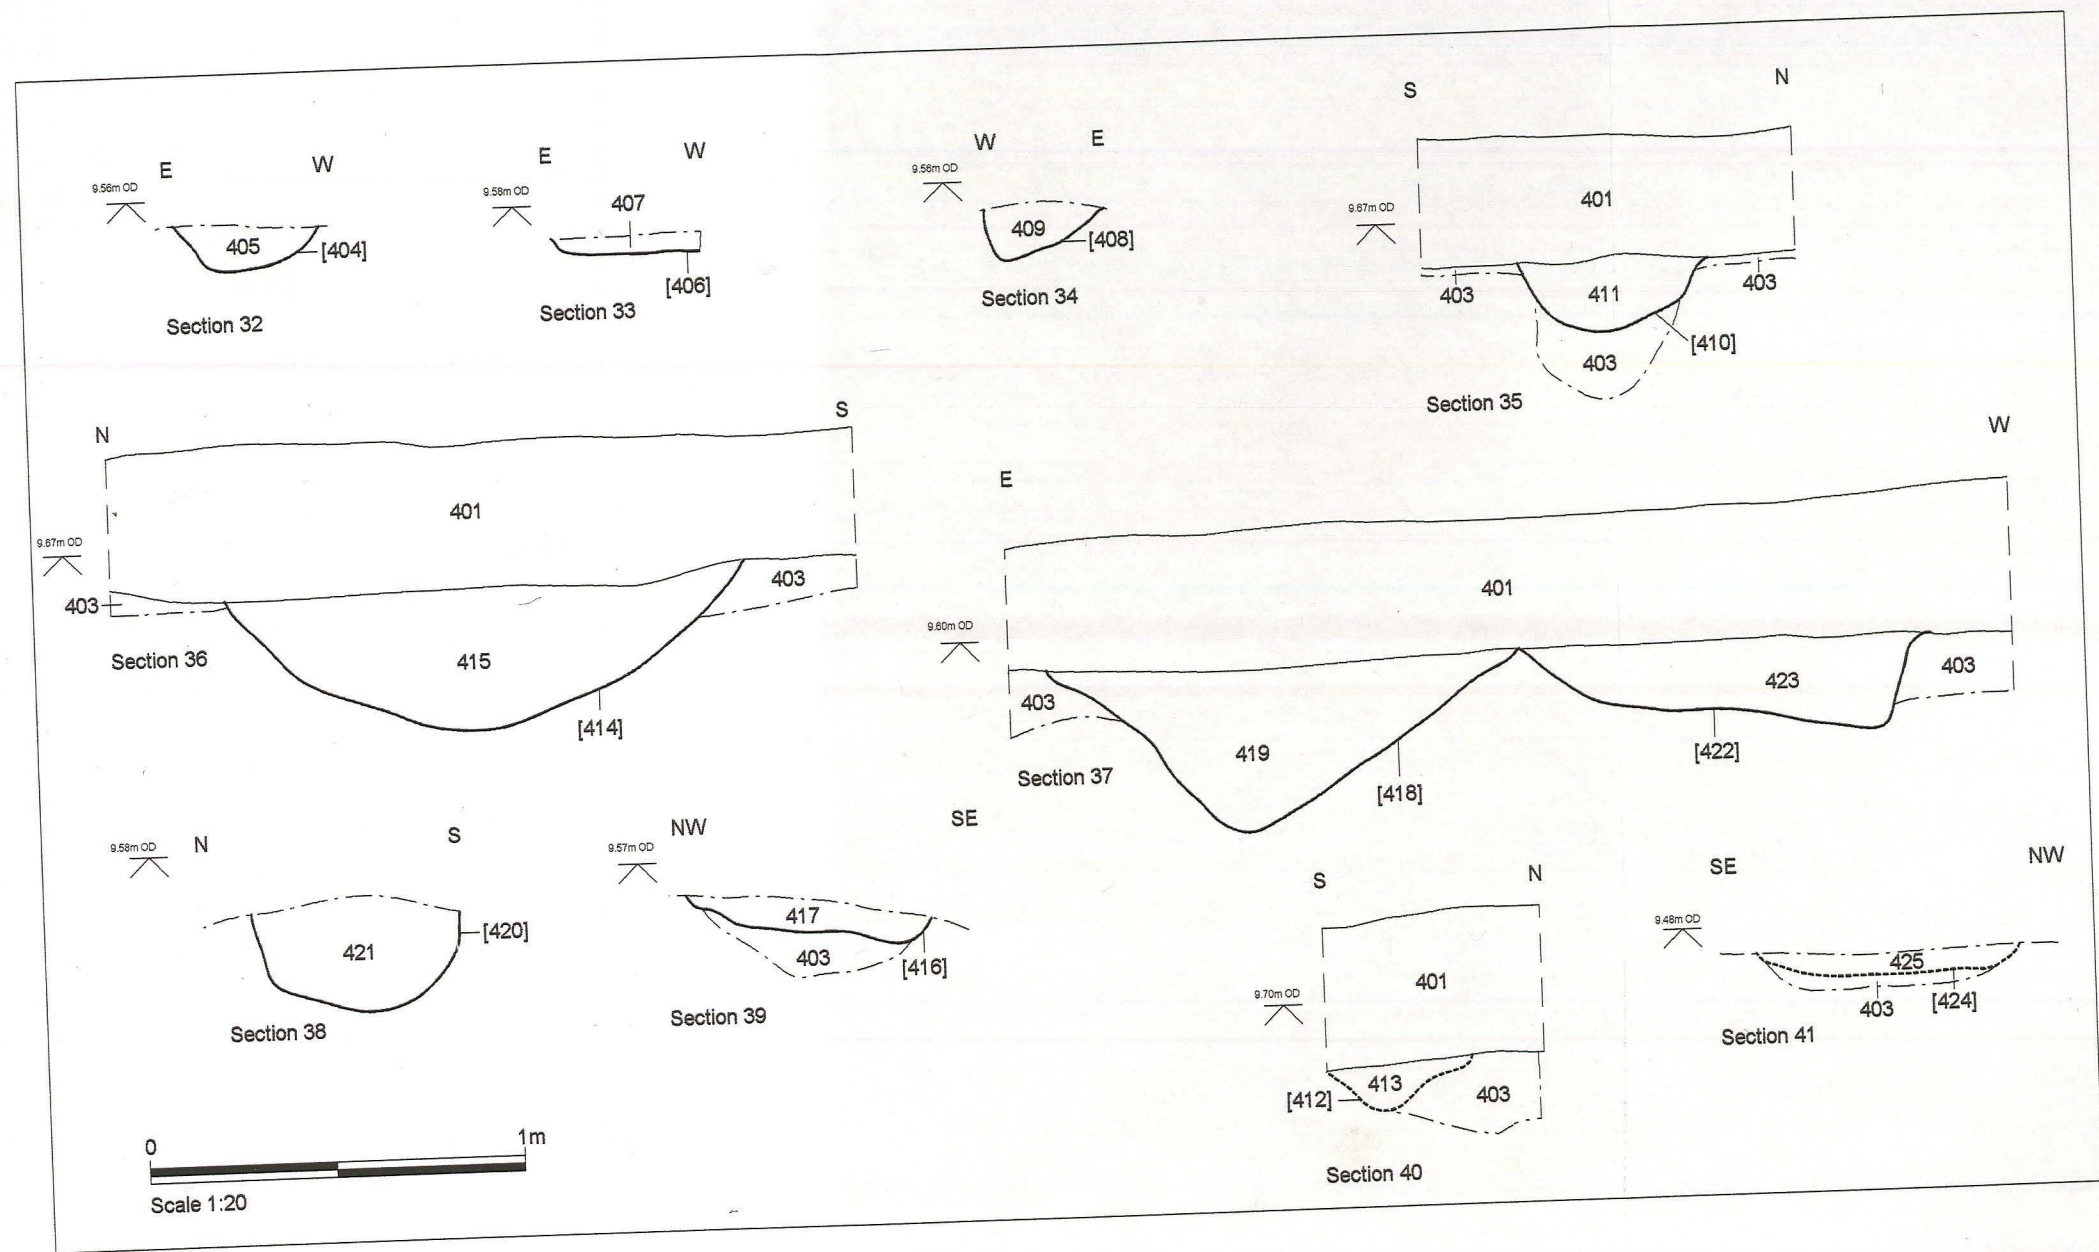 E W
9.56m OD
405
[404]
Section 32
E W
9.58m OD
407
[406]
Section 33
W E
9.56m OD
409
[408]
Section 34
S N
9.67m OD
401
403
411
403
[410]
403
Section 35
N S
401
9.67m OD
403
403
415
[414]
Section 36
E W
401
9.60m OD
403
419
[418]
423
[422]
403
Section 37
N S
9.58m OD
421
[420]
Section 38
NW SE
9.57m OD
417
403
[416]
Section 39
S N
401
9.70m OD
413
[412]
403
Section 40
SE NW
9.48m OD
425
403
[424]
Section 41
0 1m
Scale 1:20